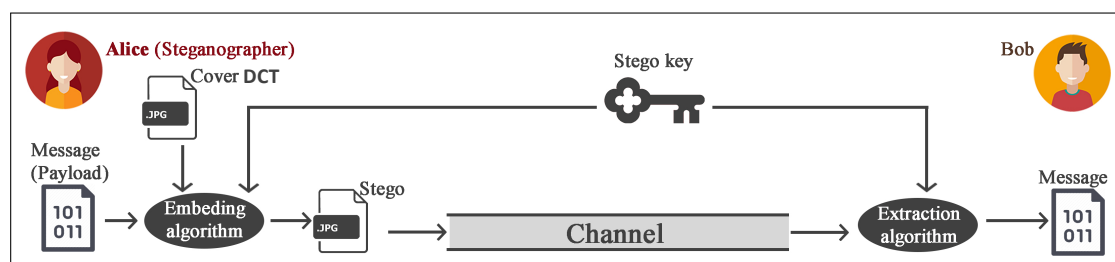 Alice (Steganographer)
Cover DCT
.JPG
Stego key
Bob
Message
(Payload)
101
011
Embeding
algorithm
Stego
.JPG
Channel
Extraction
algorithm
Message
101
011